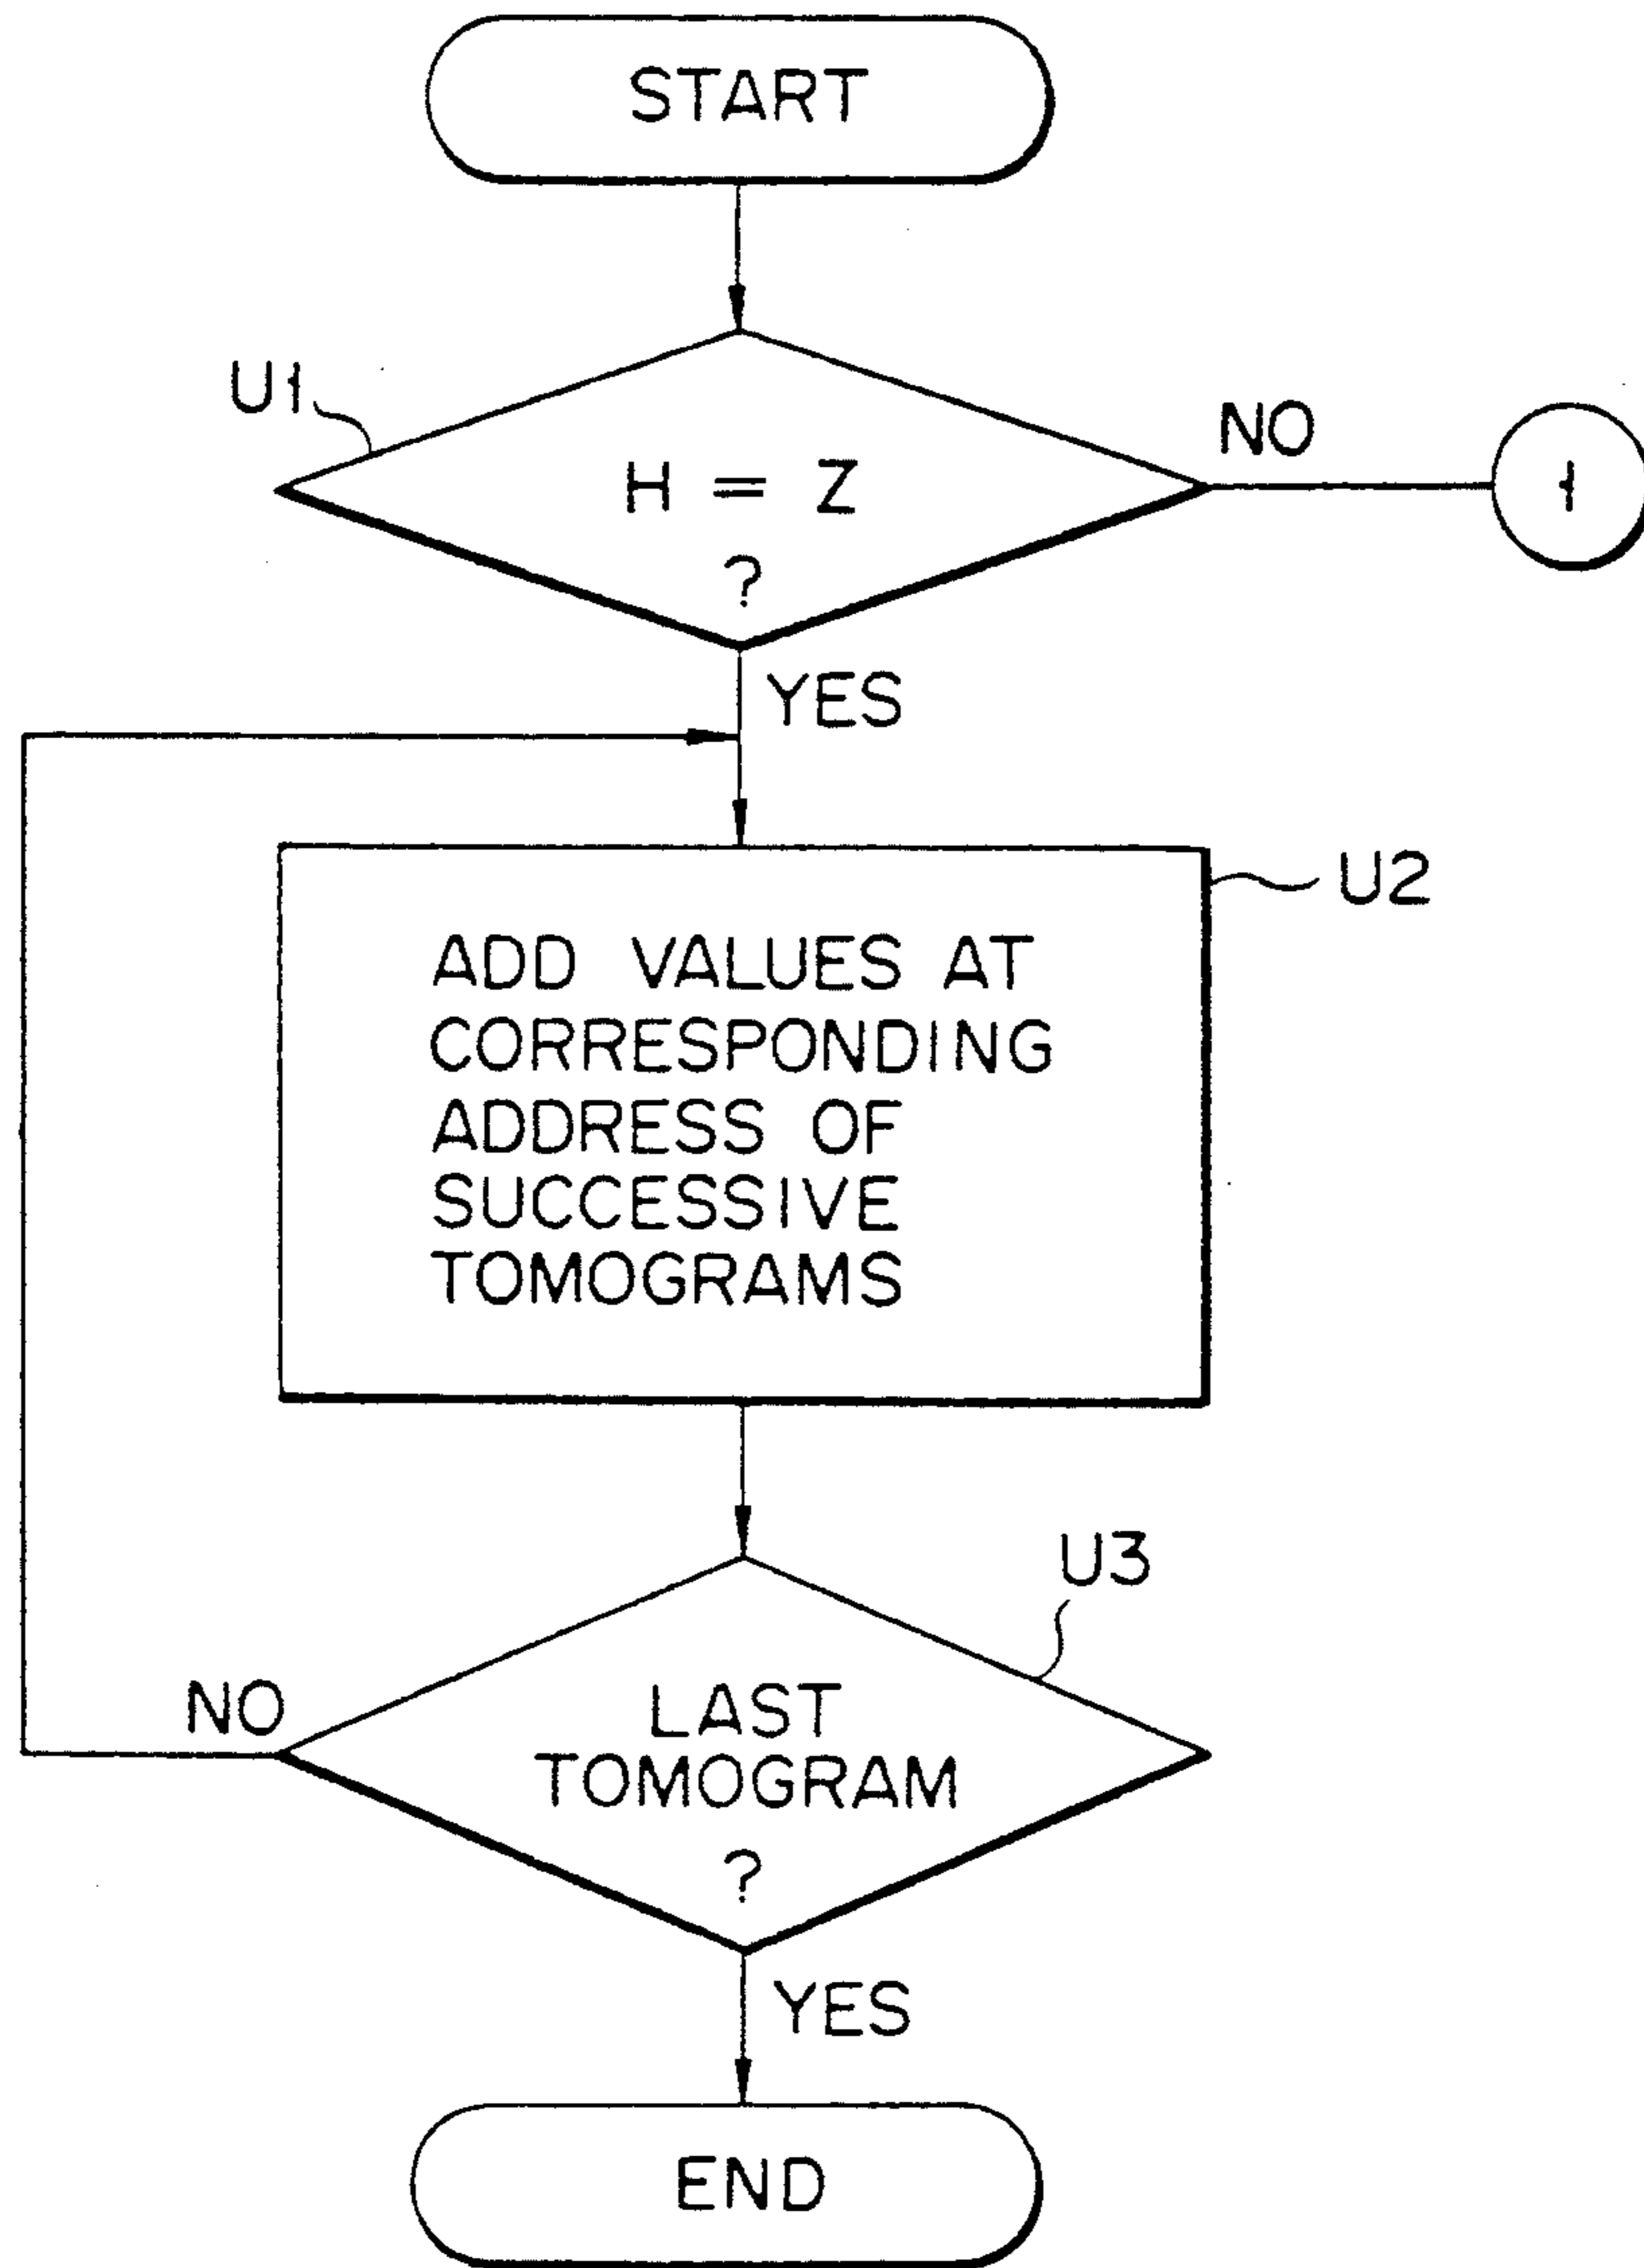 START
U1
H = Z
?
NO
1
YES
U2
ADD VALUES AT
CORRESPONDING
ADDRESS OF
SUCCESSIVE
TOMOGRAMS
U3
NO
LAST
TOMOGRAM
?
YES
END